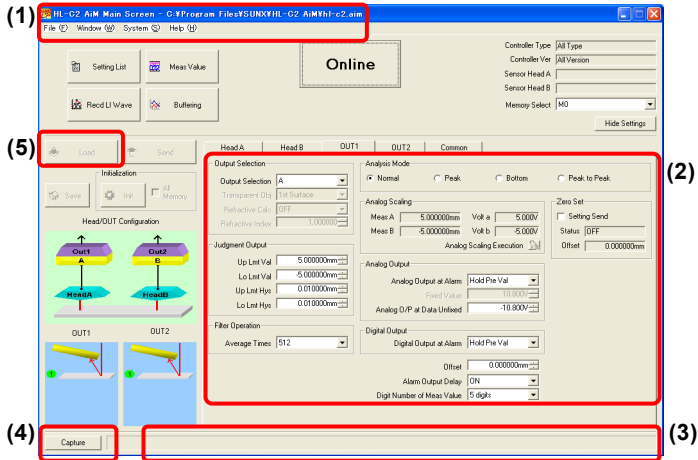 (1)
HL-C2 AiM Main Screen - C:¥Program Files¥SUNX¥HL-C2 AiM¥hl-c2.aim
File (F) Window (W) System (S) Help (H)
Setting List
Meas Value
Recd LI Wave
Buffering
Online
Controller Type All Type
Controller Ver All Version
Sensor Head A
Sensor Head B
Memory Select M0
Hide Settings
(5)
Load
Send
Initialization
Save
Init
All Memory
Head/OUT Configuration
Out1
A
Out2
B
HeadA
HeadB
OUT1
OUT2
1
1
Head A
Head B
OUT1
OUT2
Common
(2)
Output Selection
Output Selection A
Transparent Obj 1st Surface
Refractive Calc OFF
Refractive Index 1.000000
Judgment Output
Up Lmt Val 5.000000mm
Lo Lmt Val -5.000000mm
Up Lmt Hys 0.010000mm
Lo Lmt Hys 0.010000mm
Filter Operation
Average Times 512
Analysis Mode
Normal
Peak
Bottom
Peak to Peak
Analog Scaling
Meas A 5.000000mm Volt a 5.000V
Meas B -5.000000mm Volt b -5.000V
Analog Scaling Execution
Zero Set
Setting Send
Status OFF
Offset 0.000000mm
Analog Output
Analog Output at Alarm Hold Pre Val
Fixed Value 10.800V
Analog O/P at Data Unfixed -10.800V
Digital Output
Digital Output at Alarm Hold Pre Val
Offset 0.000000mm
Alarm Output Delay ON
Digit Number of Meas Value 5 digits
(4)
Capture
(3)